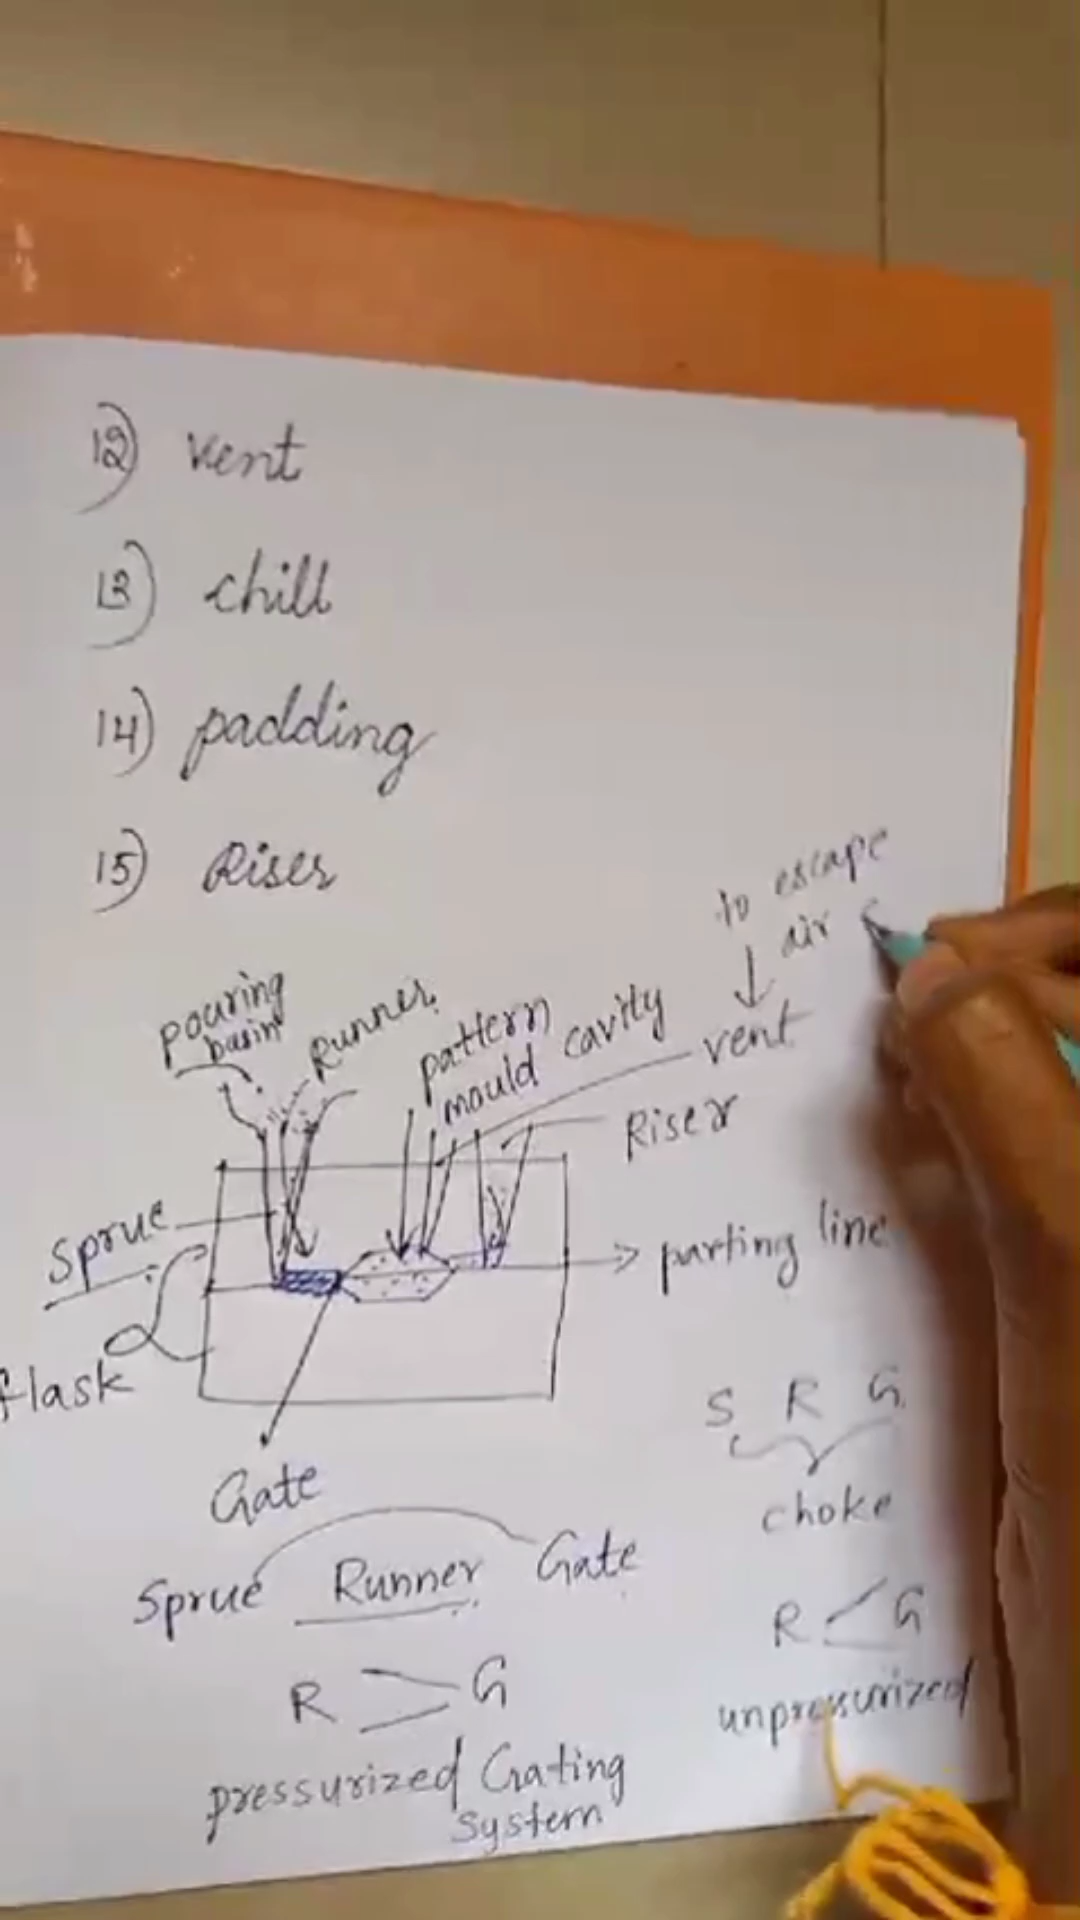 12) vent
13) chill
14) padding
15) Riser
to escape
air
pouring
basin
Runner
pattern
mould cavity
vent
Riser
Sprue
parting line
flask
Gate
S R G
choke
Sprue Runner Gate
R < G
unpressurized
R > G
pressurized Gating
System